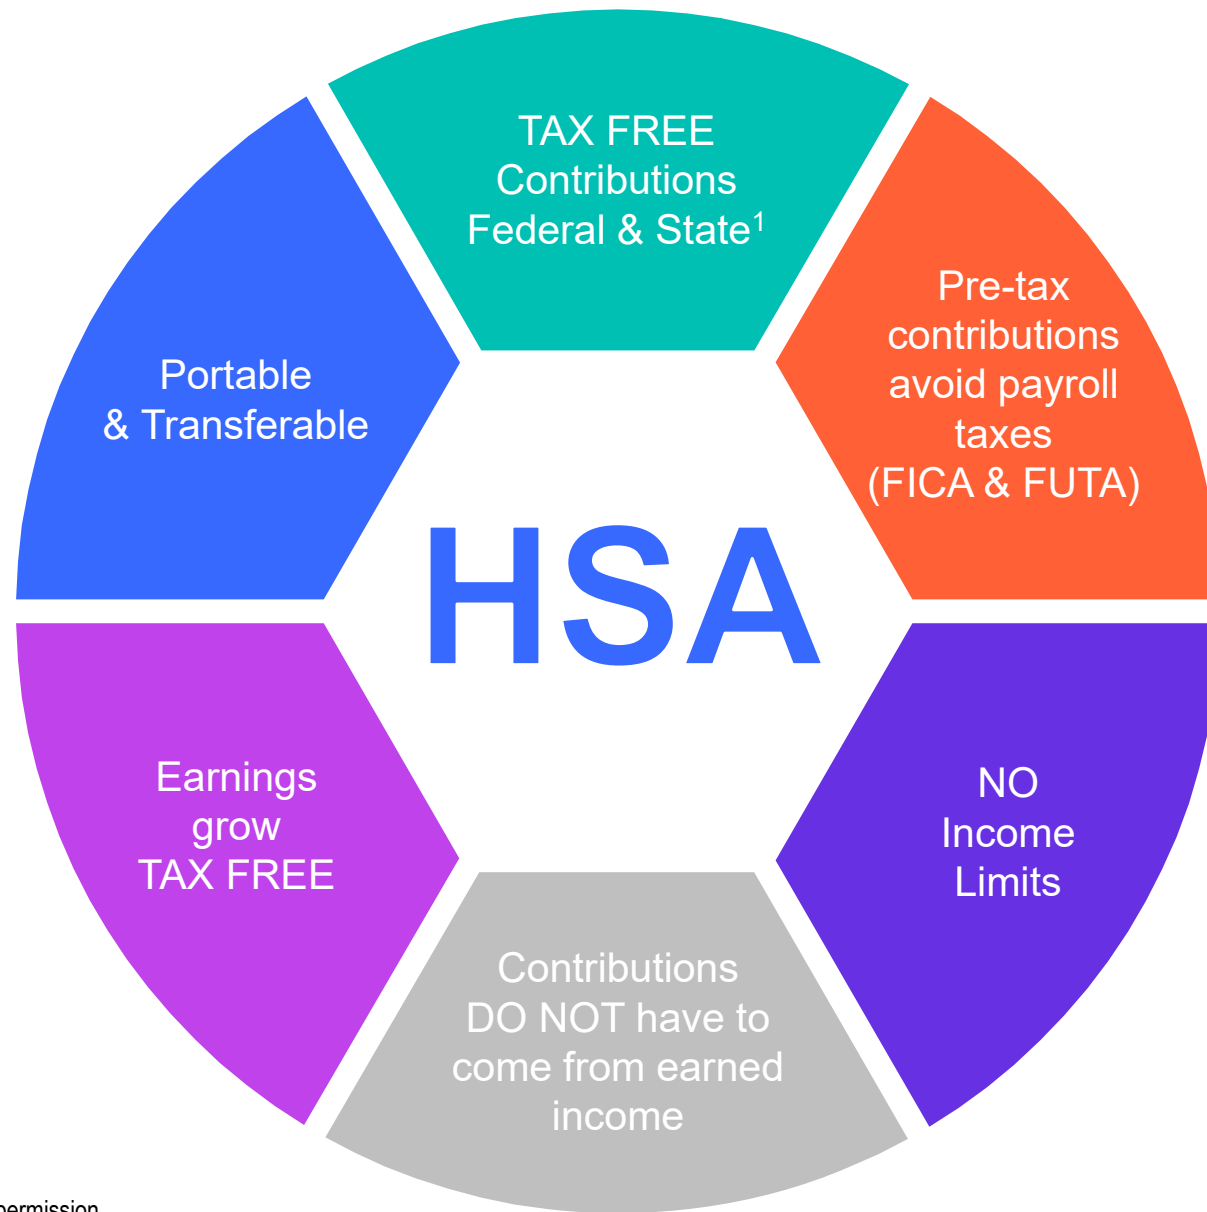 TAX FREE
Contributions
Federal & State¹
Pre-tax
contributions
avoid payroll
taxes
(FICA & FUTA)
Portable
& Transferable
HSA
Earnings
grow
TAX FREE
NO
Income
Limits
Contributions
DO NOT have to
come from earned
income
permission